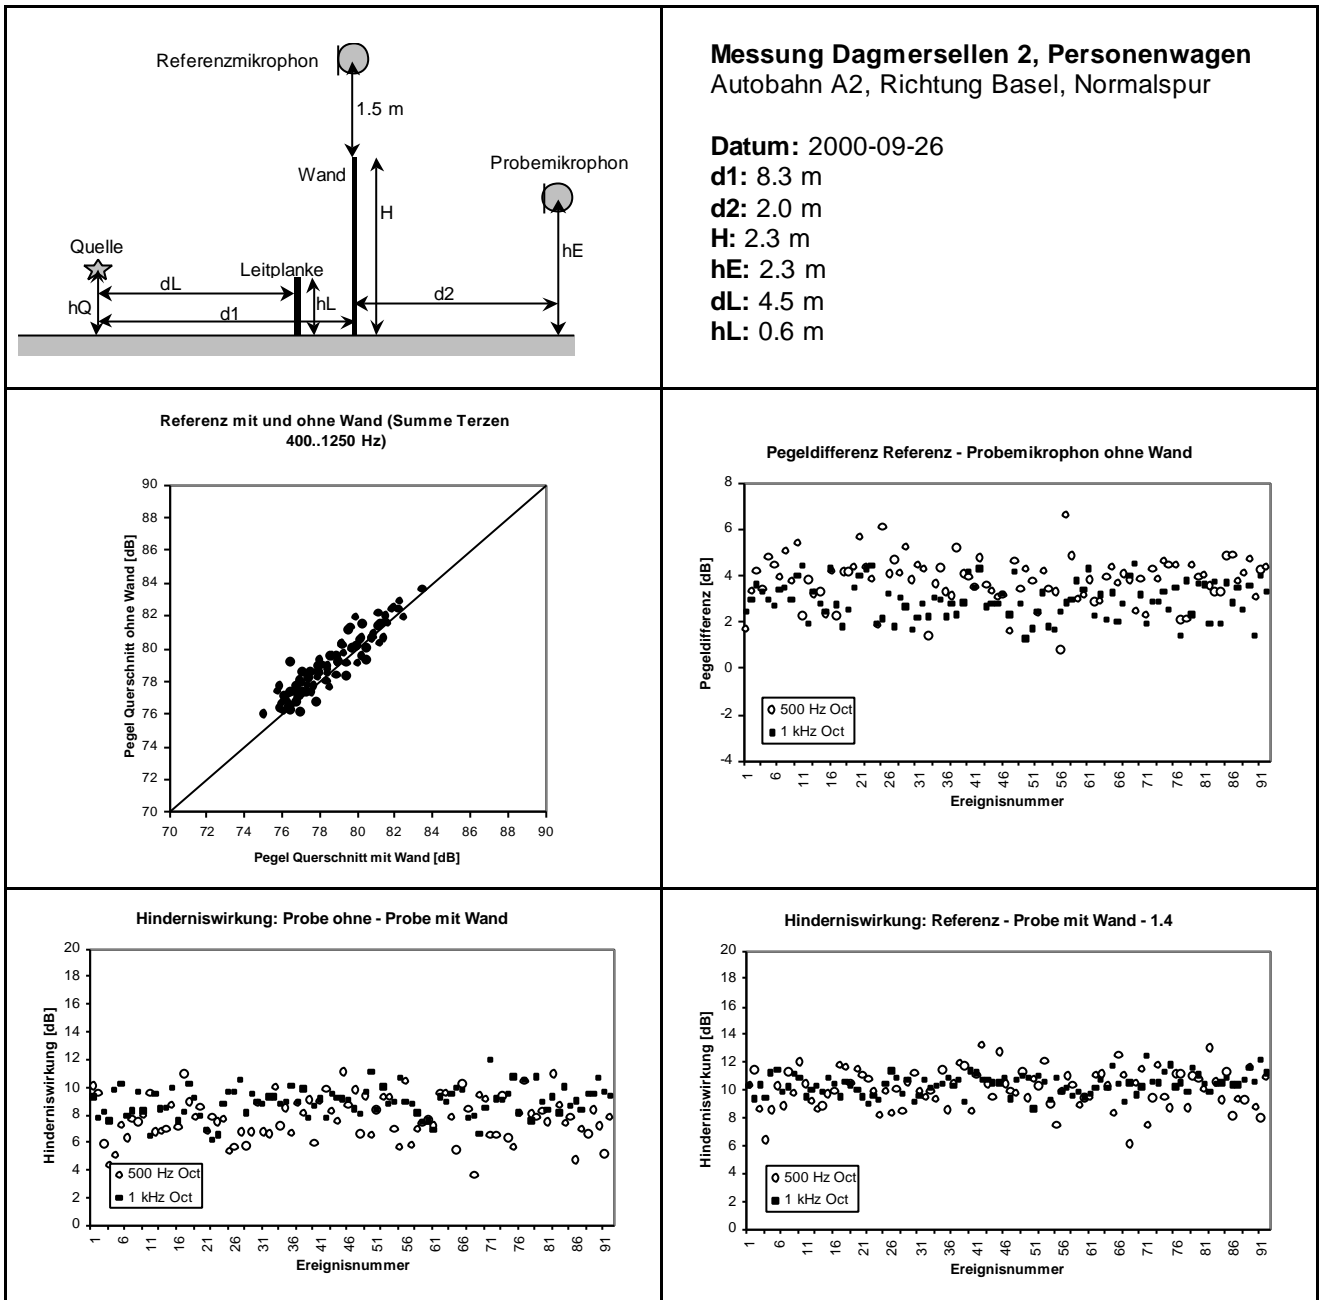 Referenzmikrophon
1.5 m
Wand
Probemikrophon
H
hE
Quelle
Leitplanke
dL
hL
d2
hQ
d1
Messung Dagmersellen 2, Personenwagen
Autobahn A2, Richtung Basel, Normalspur
Datum: 2000-09-26
d1: 8.3 m
d2: 2.0 m
H: 2.3 m
hE: 2.3 m
dL: 4.5 m
hL: 0.6 m
Referenz mit und ohne Wand (Summe Terzen
400..1250 Hz)
Pegel Querschnitt ohne Wand [dB]
90
88
86
84
82
80
78
76
74
72
70
70 72 74 76 78 80 82 84 86 88 90
Pegel Querschnitt mit Wand [dB]
Pegeldifferenz Referenz - Probemikrophon ohne Wand
Pegeldifferenz [dB]
8
6
4
2
0
-2
-4
500 Hz Oct
1 kHz Oct
1 6 11 16 21 26 31 36 41 46 51 56 61 66 71 76 81 86 91
Ereignisnummer
Hinderniswirkung: Probe ohne - Probe mit Wand
Hinderniswirkung [dB]
20
18
16
14
12
10
8
6
4
2
0
500 Hz Oct
1 kHz Oct
1 6 11 16 21 26 31 36 41 46 51 56 61 66 71 76 81 86 91
Ereignisnummer
Hinderniswirkung: Referenz - Probe mit Wand - 1.4
Hinderniswirkung [dB]
20
18
16
14
12
10
8
6
4
2
0
500 Hz Oct
1 kHz Oct
1 6 11 16 21 26 31 36 41 46 51 56 61 66 71 76 81 86 91
Ereignisnummer